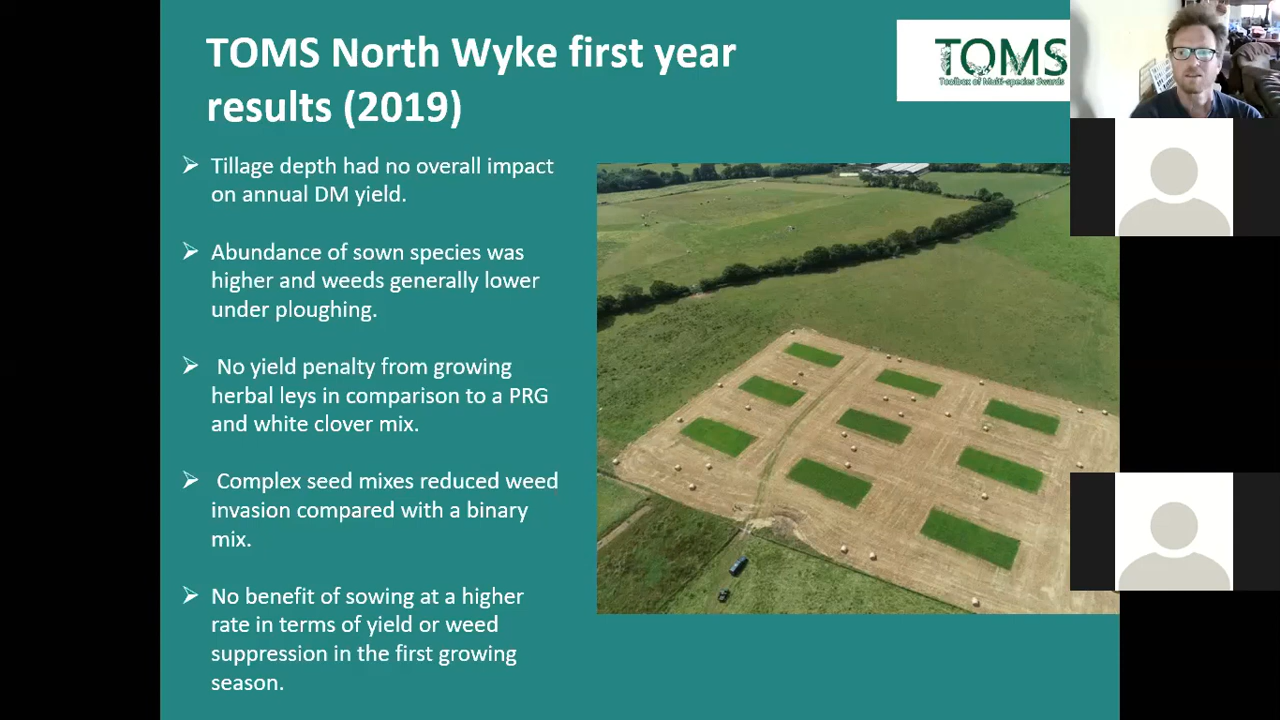 TOMS North Wyke first year
results (2019)
TOMS
Toolbox of Multi-species Swards
➢ Tillage depth had no overall impact
on annual DM yield.
➢ Abundance of sown species was
higher and weeds generally lower
under ploughing.
➢ No yield penalty from growing
herbal leys in comparison to a PRG
and white clover mix.
➢ Complex seed mixes reduced weed
invasion compared with a binary
mix.
➢ No benefit of sowing at a higher
rate in terms of yield or weed
suppression in the first growing
season.